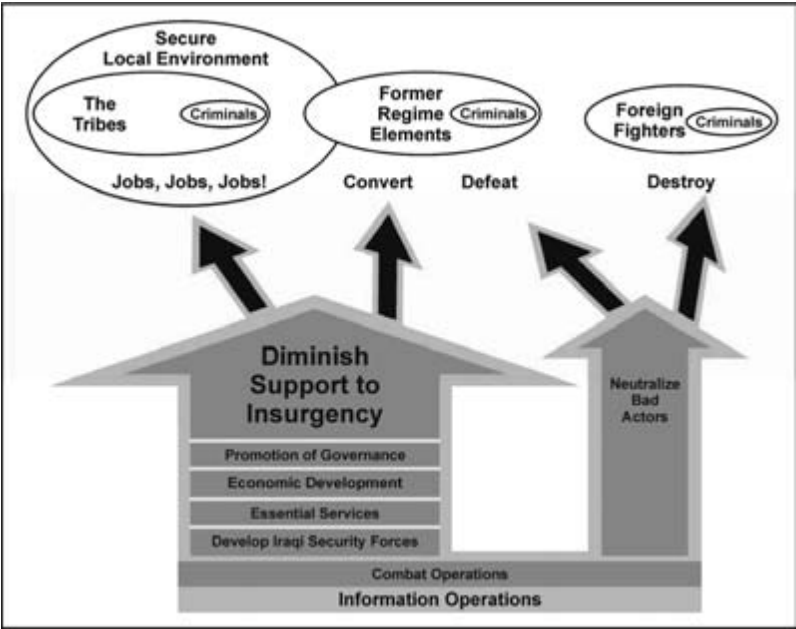 Secure
Local Environment
The
Tribes
Criminals
Jobs, Jobs, Jobs!
Former
Regime
Elements
Criminals
Convert
Defeat
Foreign
Fighters
Criminals
Destroy
Diminish
Support to
Insurgency
Promotion of Governance
Economic Development
Essential Services
Develop Iraqi Security Forces
Neutralize
Bad
Actors
Combat Operations
Information Operations